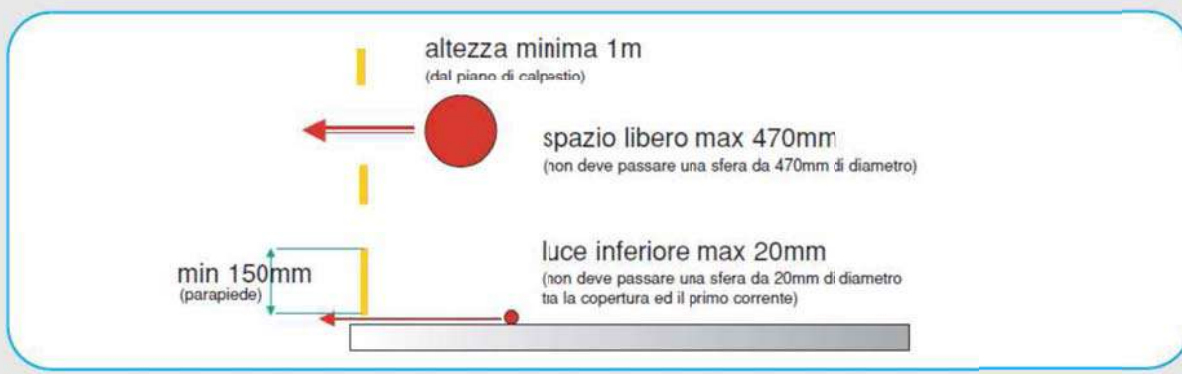 altezza minima 1m
(dal piano di calpestio)
spazio libero max 470mm
(non deve passare una sfera da 470mm di diametro)
luce inferiore max 20mm
(non deve passare una sfera da 20mm di diametro
tra la copertura ed il primo corrente)
min 150mm
(parapiede)